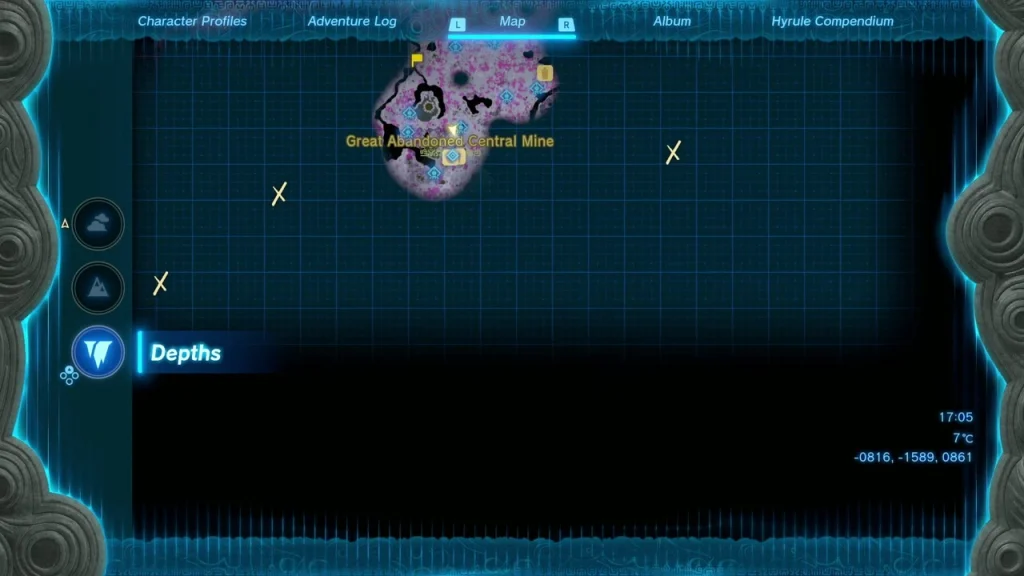 Character Profiles
Adventure Log
L
Map
R
Album
Hyrule Compendium
Great Abandoned Central Mine
Depths
17:05
7℃
-0816, -1589, 0861